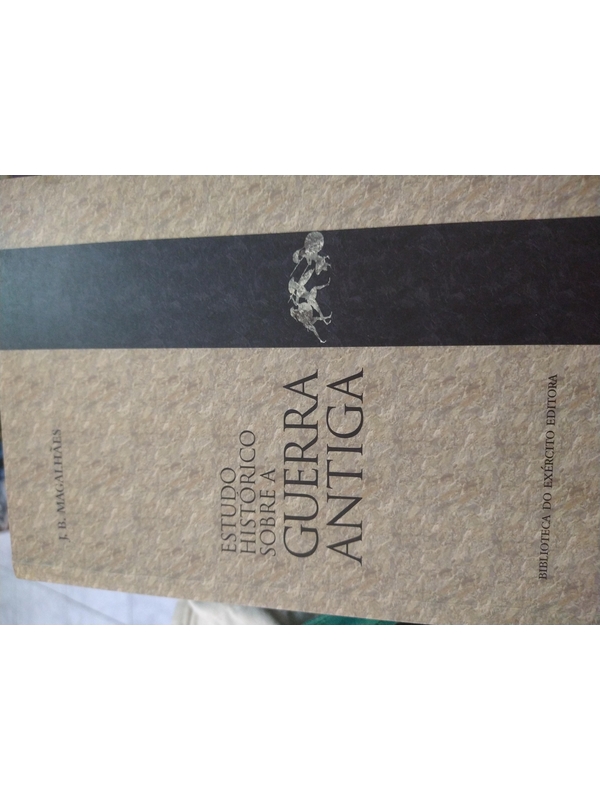 J. B. MAGALHÃES
ESTUDO
HISTÓRICO
SOBRE A
GUERRA
ANTIGA
BIBLIOTECA DO EXÉRCITO EDITORA